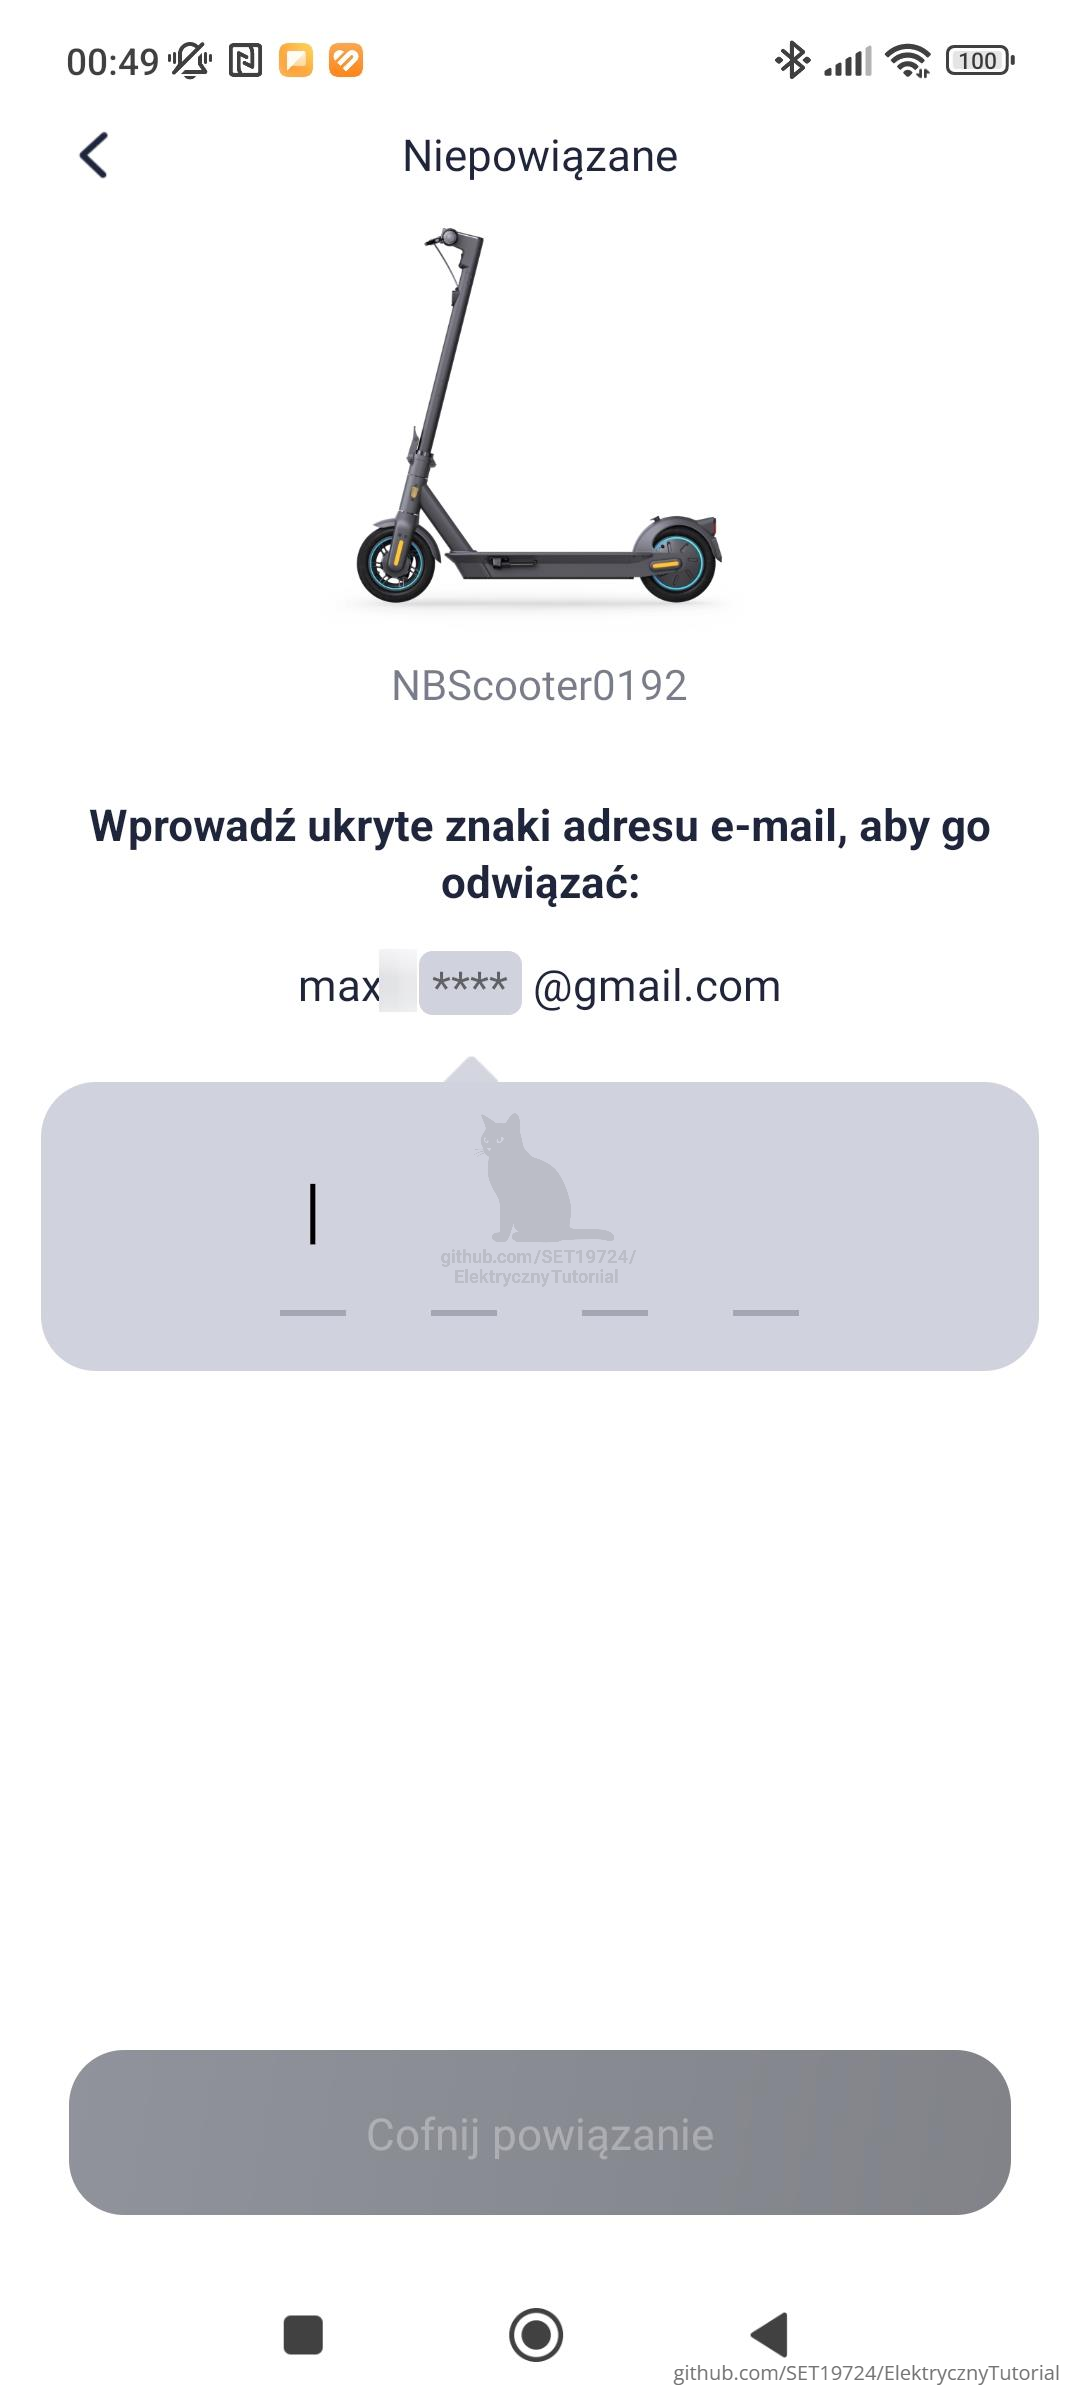 00:49
100
Niepowiązane
NBScooter0192
Wprowadź ukryte znaki adresu e-mail, aby go
odwiązać:
max **** @gmail.com
github.com/SET19724/
ElektrycznyTutorial
Cofnij powiązanie
github.com/SET19724/ElektrycznyTutorial